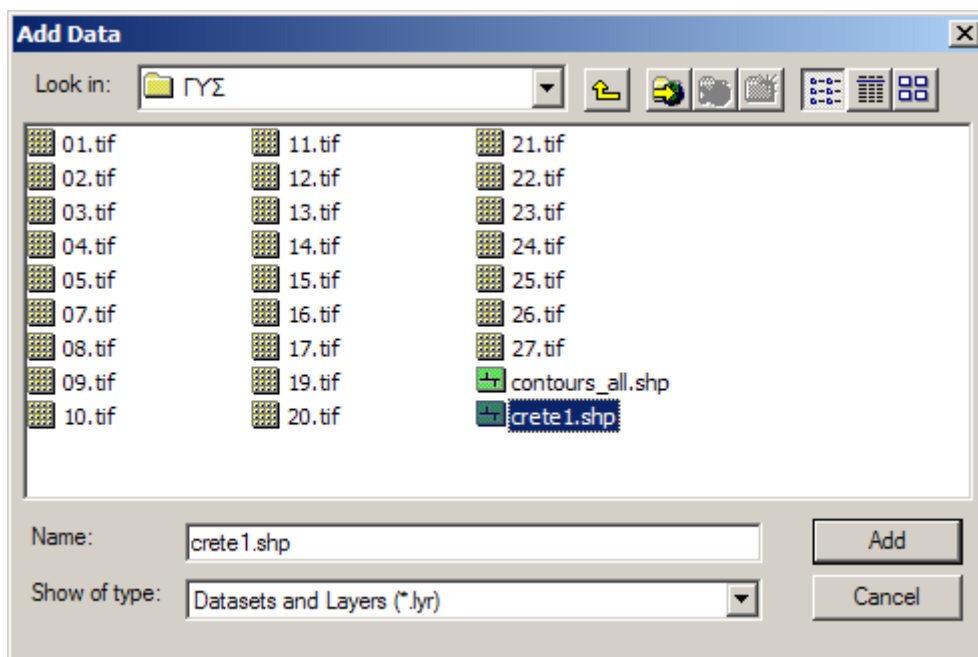 Add Data
Look in: ΓΥΣ
01.tif 11.tif 21.tif
02.tif 12.tif 22.tif
03.tif 13.tif 23.tif
04.tif 14.tif 24.tif
05.tif 15.tif 25.tif
07.tif 16.tif 26.tif
08.tif 17.tif 27.tif
09.tif 19.tif contours_all.shp
10.tif 20.tif crete1.shp
Name: crete1.shp Add
Show of type: Datasets and Layers (*.lyr) Cancel